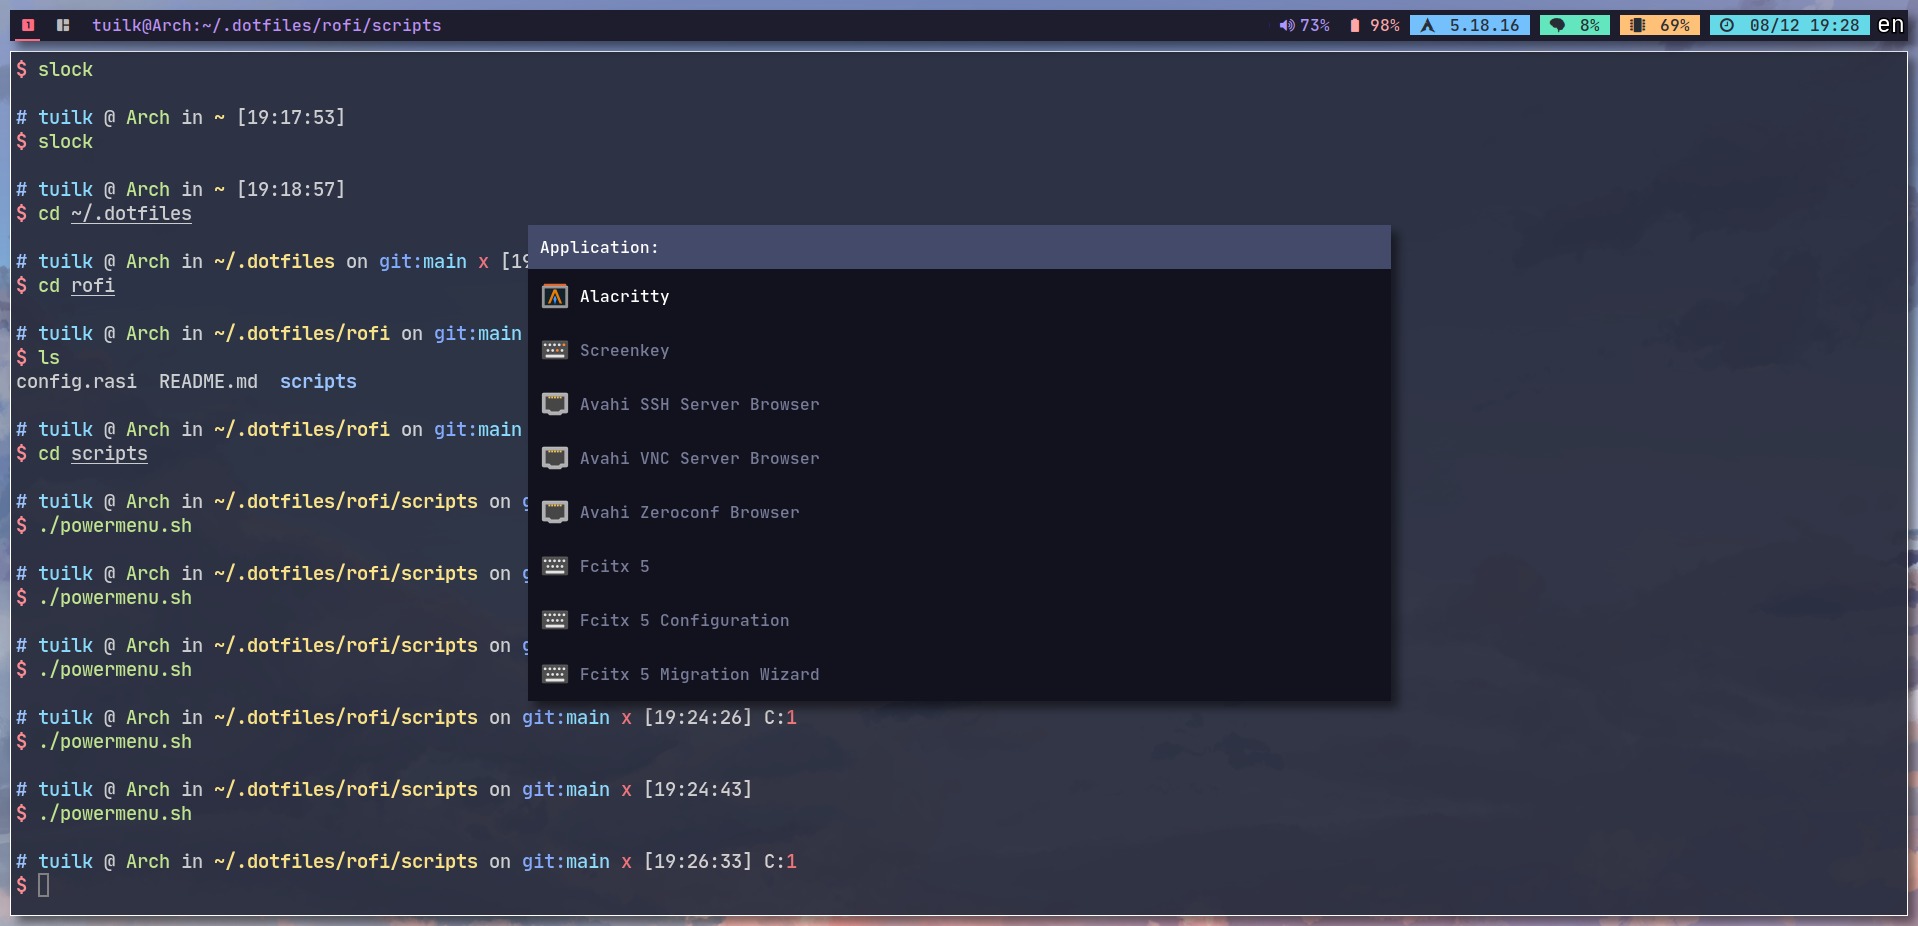 1 tuilk@Arch:~/.dotfiles/rofi/scripts 73% 98% 5.18.16 8% 69% 08/12 19:28 en
$ slock
# tuilk @ Arch in ~ [19:17:53]
$ slock
# tuilk @ Arch in ~ [19:18:57]
$ cd ~/.dotfiles
# tuilk @ Arch in ~/.dotfiles on git:main x [19
$ cd rofi
# tuilk @ Arch in ~/.dotfiles/rofi on git:main
$ ls
config.rasi README.md scripts
# tuilk @ Arch in ~/.dotfiles/rofi on git:main
$ cd scripts
# tuilk @ Arch in ~/.dotfiles/rofi/scripts on
$ ./powermenu.sh
# tuilk @ Arch in ~/.dotfiles/rofi/scripts on
$ ./powermenu.sh
# tuilk @ Arch in ~/.dotfiles/rofi/scripts on
$ ./powermenu.sh
# tuilk @ Arch in ~/.dotfiles/rofi/scripts on git:main x [19:24:26] C:1
$ ./powermenu.sh
# tuilk @ Arch in ~/.dotfiles/rofi/scripts on git:main x [19:24:43]
$ ./powermenu.sh
# tuilk @ Arch in ~/.dotfiles/rofi/scripts on git:main x [19:26:33] C:1
$
Application:
Alacritty
Screenkey
Avahi SSH Server Browser
Avahi VNC Server Browser
Avahi Zeroconf Browser
Fcitx 5
Fcitx 5 Configuration
Fcitx 5 Migration Wizard